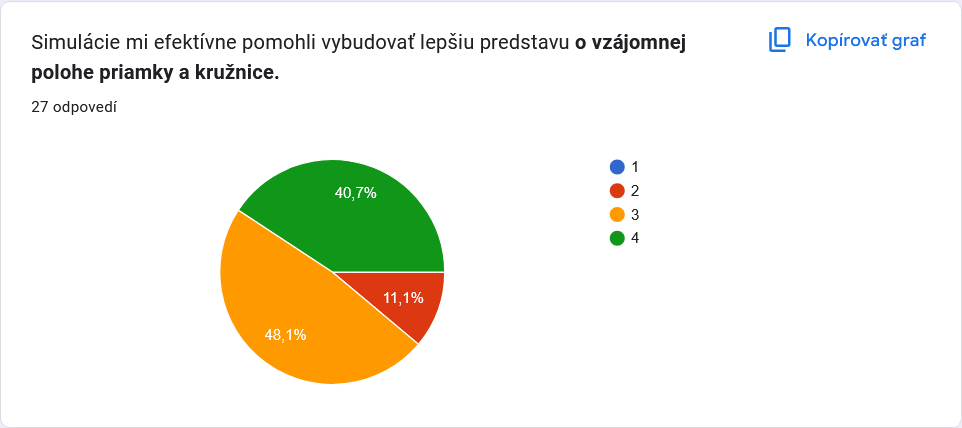 Simulácie mi efektívne pomohli vybudovať lepšiu predstavu o vzájomnej
polohe priamky a kružnice.
Kopírovať graf
27 odpovedí
40,7%
11,1%
48,1%
1
2
3
4